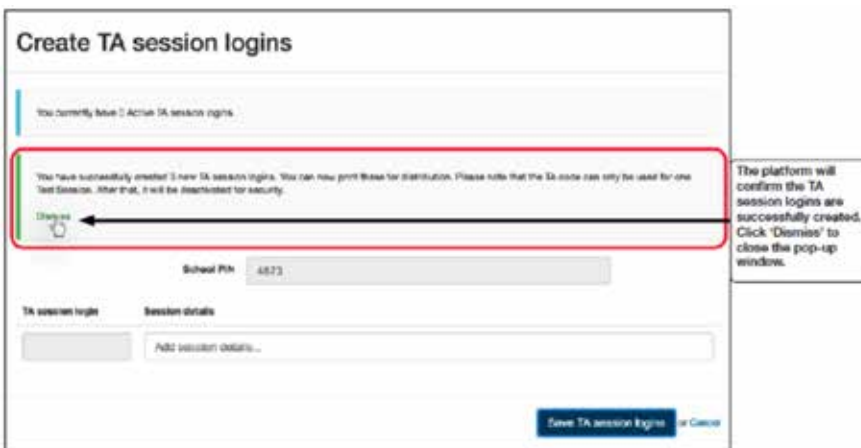 Create TA session logins
You currently have 0 Active TA session logins.
You have successfully created 3 new TA session logins. You can now print these for distribution. Please note that the TA code can only be used for one
Test Session. After that, it will be deactivated for security.
Dismiss
The platform will
confirm the TA
session logins are
successfully created.
Click 'Dismiss' to
close the pop-up
window.
School PIN
4873
TA session login
Session details
Add session details...
Save TA session logins or Cancel